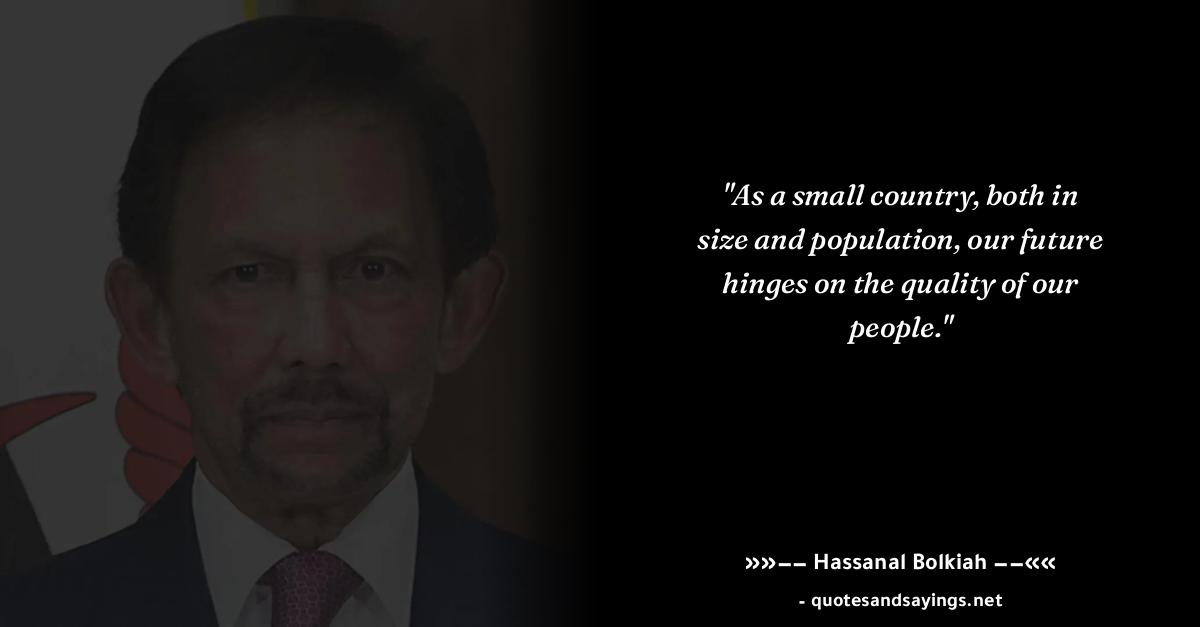 "As a small country, both in
size and population, our future
hinges on the quality of our
people."
»»−− Hassanal Bolkiah −−««
- quotesandsayings.net